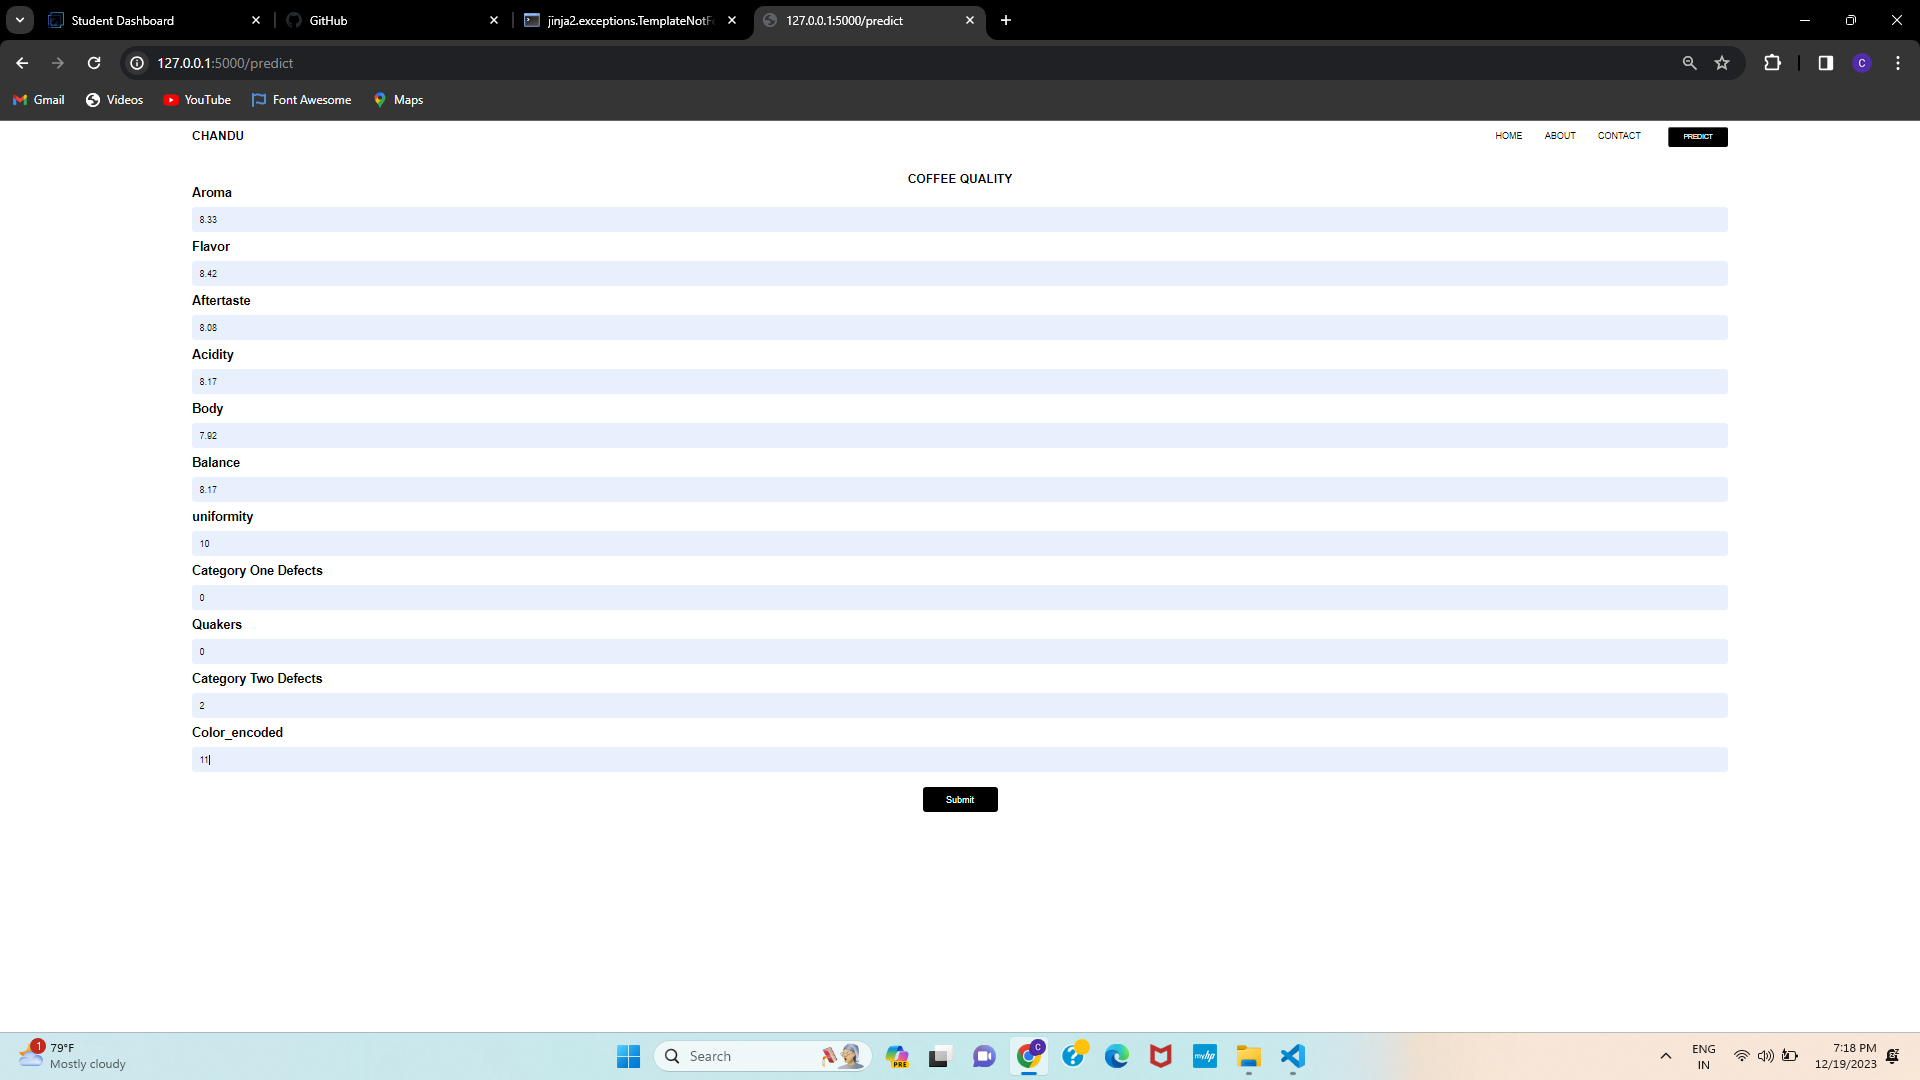 Student Dashboard
GitHub
jinja2.exceptions.TemplateNotF
127.0.0.1:5000/predict
127.0.0.1:5000/predict
C
Gmail
Videos
YouTube
Font Awesome
Maps
CHANDU
HOME
ABOUT
CONTACT
PREDICT
COFFEE QUALITY
Aroma
8.33
Flavor
8.42
Aftertaste
8.08
Acidity
8.17
Body
7.92
Balance
8.17
uniformity
10
Category One Defects
0
Quakers
0
Category Two Defects
2
Color_encoded
11
Submit
1
79°F
Mostly cloudy
Search
PRE
C
myhp
ENG
IN
7:18 PM
12/19/2023